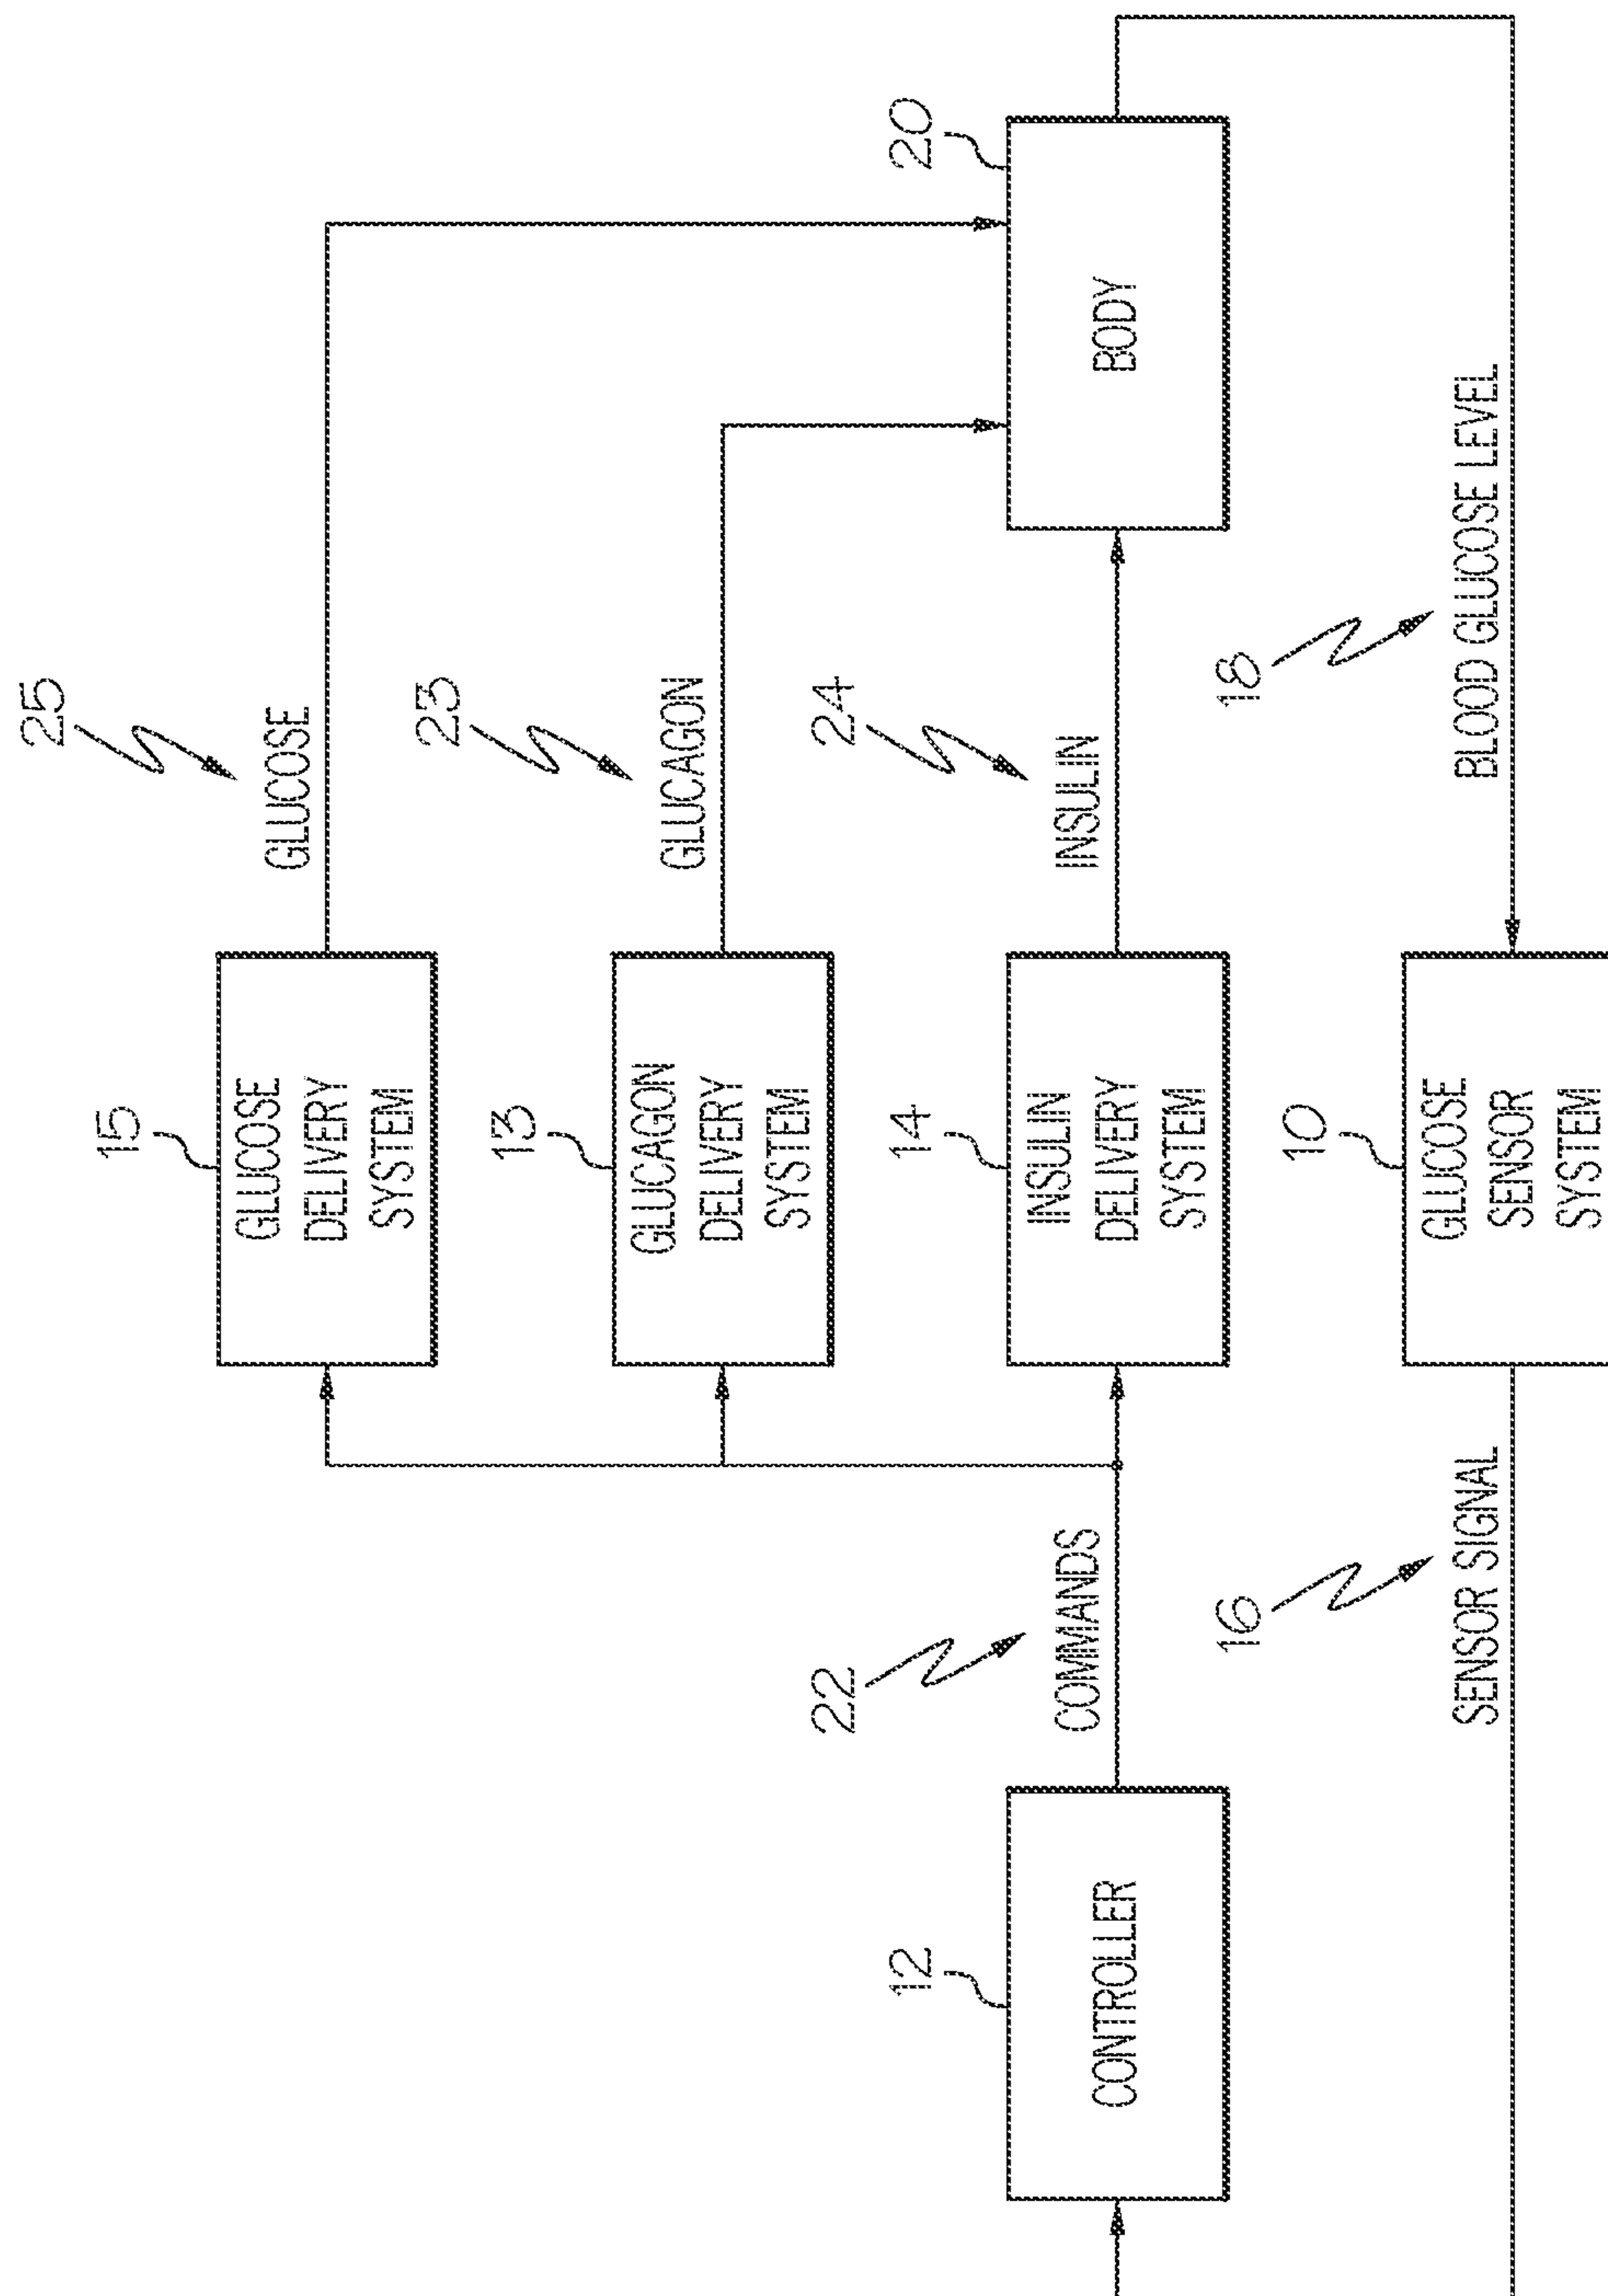 25
GLUCOSE
15
GLUCOSE
DELIVERY
SYSTEM
23
GLUCAGON
13
GLUCAGON
DELIVERY
SYSTEM
22
COMMANDS
12
CONTROLLER
14
INSULIN
DELIVERY
SYSTEM
24
INSULIN
20
BODY
16
SENSOR SIGNAL
10
GLUCOSE
SENSOR
SYSTEM
18
BLOOD GLUCOSE LEVEL